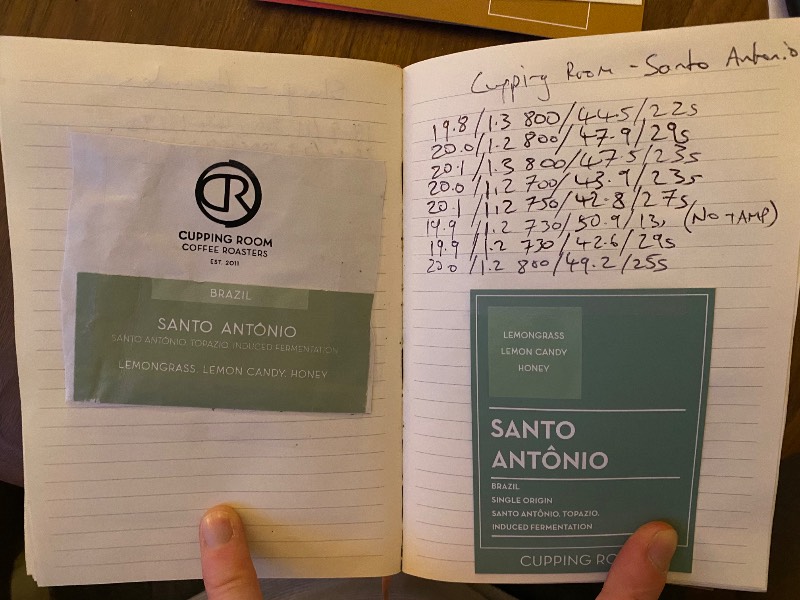 CR
CUPPING ROOM
COFFEE ROASTERS
EST. 2011
BRAZIL
SANTO ANTÔNIO
SANTO ANTÔNIO, TOPAZIO, INDUCED FERMENTATION
LEMONGRASS, LEMON CANDY, HONEY
Cupping Room - Santo Antonio
19.8/1.3 800/44.5/22s
20.0/1.2 800/47.9/29s
20.1/1.3 800/47.5/23s
20.0/1.2 700/43.9/23s
20.1/1.2 750/42.8/27s
19.9/1.2 730/50.9/13s (No TAMP)
19.9/1.2 730/42.6/29s
20.0/1.2 800/49.2/25s
LEMONGRASS
LEMON CANDY
HONEY
SANTO
ANTÔNIO
BRAZIL
SINGLE ORIGIN
SANTO ANTÔNIO, TOPAZIO,
INDUCED FERMENTATION
CUPPING